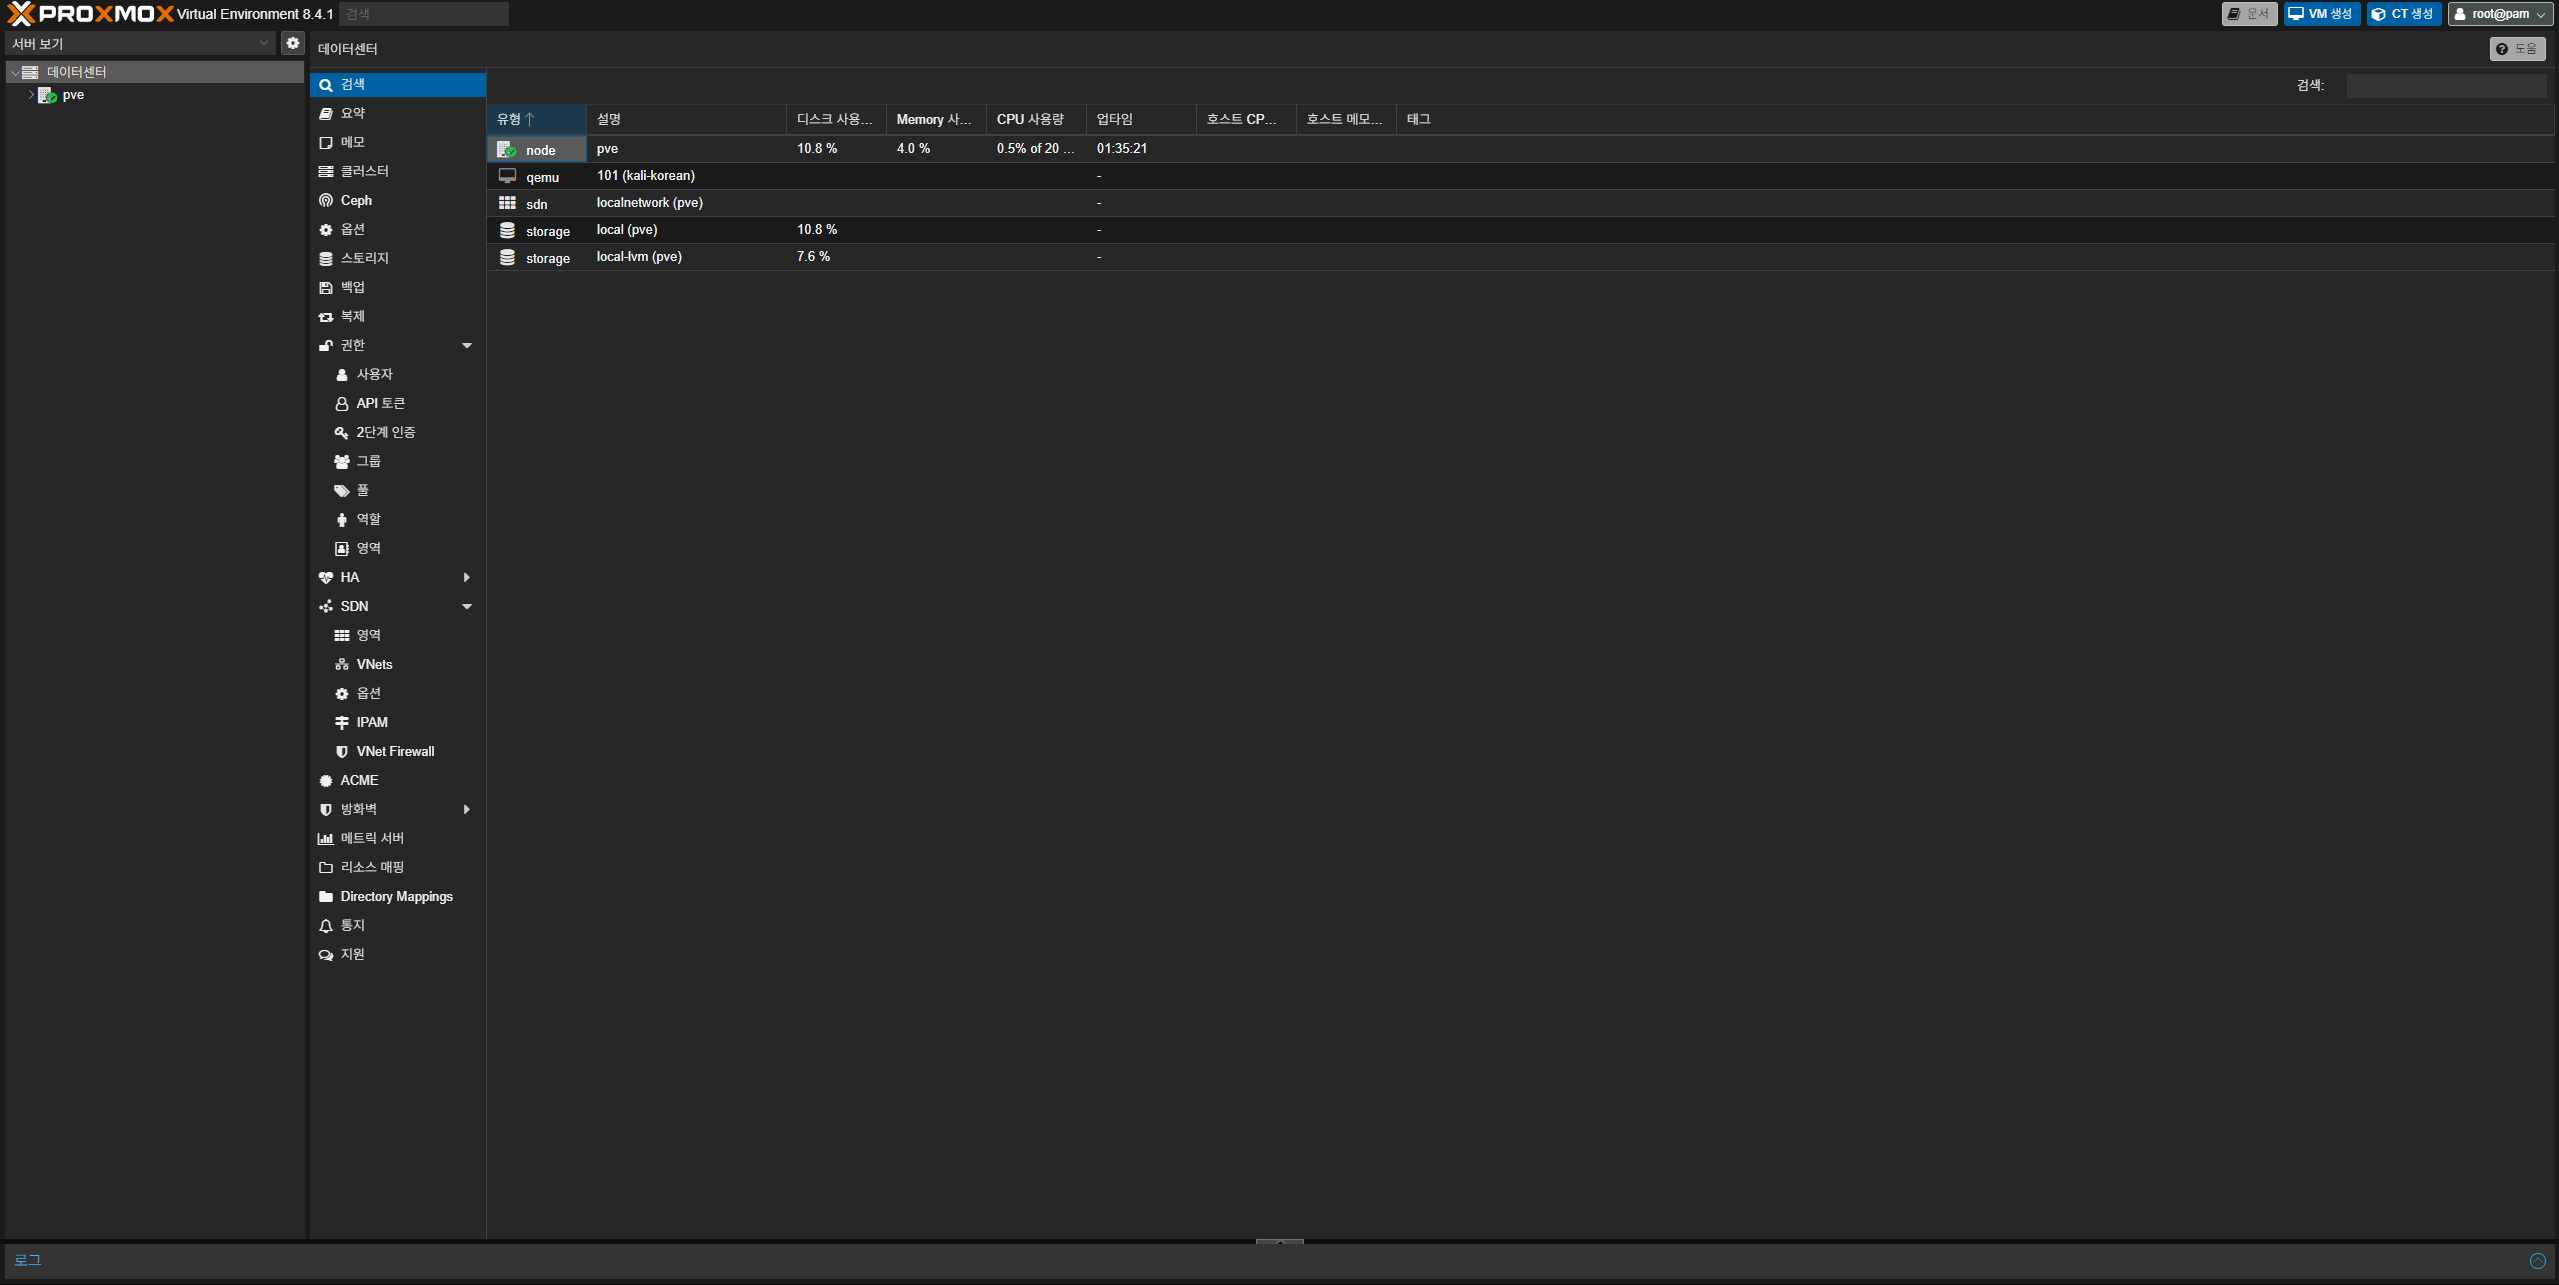 PROXMOX Virtual Environment 8.4.1 검색 문서 VM 생성 CT 생성 root@pam
서버 보기
데이터센터
pve
데이터센터
도움
검색
요약
메모
클러스터
Ceph
옵션
스토리지
백업
복제
권한
사용자
API 토큰
2단계 인증
그룹
풀
역할
영역
HA
SDN
영역
VNets
옵션
IPAM
VNet Firewall
ACME
방화벽
메트릭 서버
리소스 매핑
Directory Mappings
통지
지원
검색:
유형 설명 디스크 사용... Memory 사... CPU 사용량 업타임 호스트 CP... 호스트 메모... 태그
node pve 10.8 % 4.0 % 0.5% of 20 ... 01:35:21
qemu 101 (kali-korean) -
sdn localnetwork (pve) -
storage local (pve) 10.8 % -
storage local-lvm (pve) 7.6 % -
로그